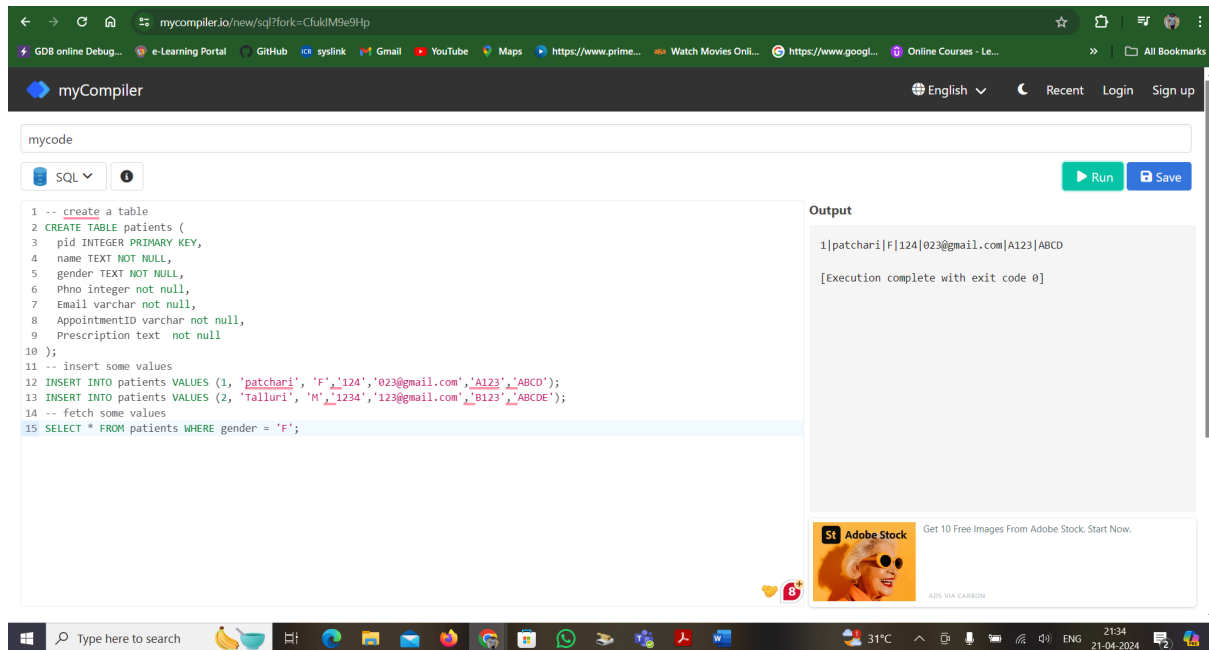 mycompiler.io/new/sql?fork=CfukIM9e9Hp
GDB online Debug... e-Learning Portal GitHub ICR syslink Gmail YouTube Maps https://www.prime... Watch Movies Onli... https://www.googl... Online Courses - Le... » All Bookmarks
myCompiler English Recent Login Sign up
mycode
SQL Run Save
1 -- create a table
2 CREATE TABLE patients (
3 pid INTEGER PRIMARY KEY,
4 name TEXT NOT NULL,
5 gender TEXT NOT NULL,
6 Phno integer not null,
7 Email varchar not null,
8 AppointmentID varchar not null,
9 Prescription text  not null
10 );
11 -- insert some values
12 INSERT INTO patients VALUES (1, 'patchari', 'F','124','023@gmail.com','A123','ABCD');
13 INSERT INTO patients VALUES (2, 'Talluri', 'M','1234','123@gmail.com','B123','ABCDE');
14 -- fetch some values
15 SELECT * FROM patients WHERE gender = 'F';
Output
1|patchari|F|124|023@gmail.com|A123|ABCD
[Execution complete with exit code 0]
St Adobe Stock
Get 10 Free Images From Adobe Stock. Start Now.
ADS VIA CARBON
8+
Type here to search 31°C ENG 21:34
21-04-2024 2